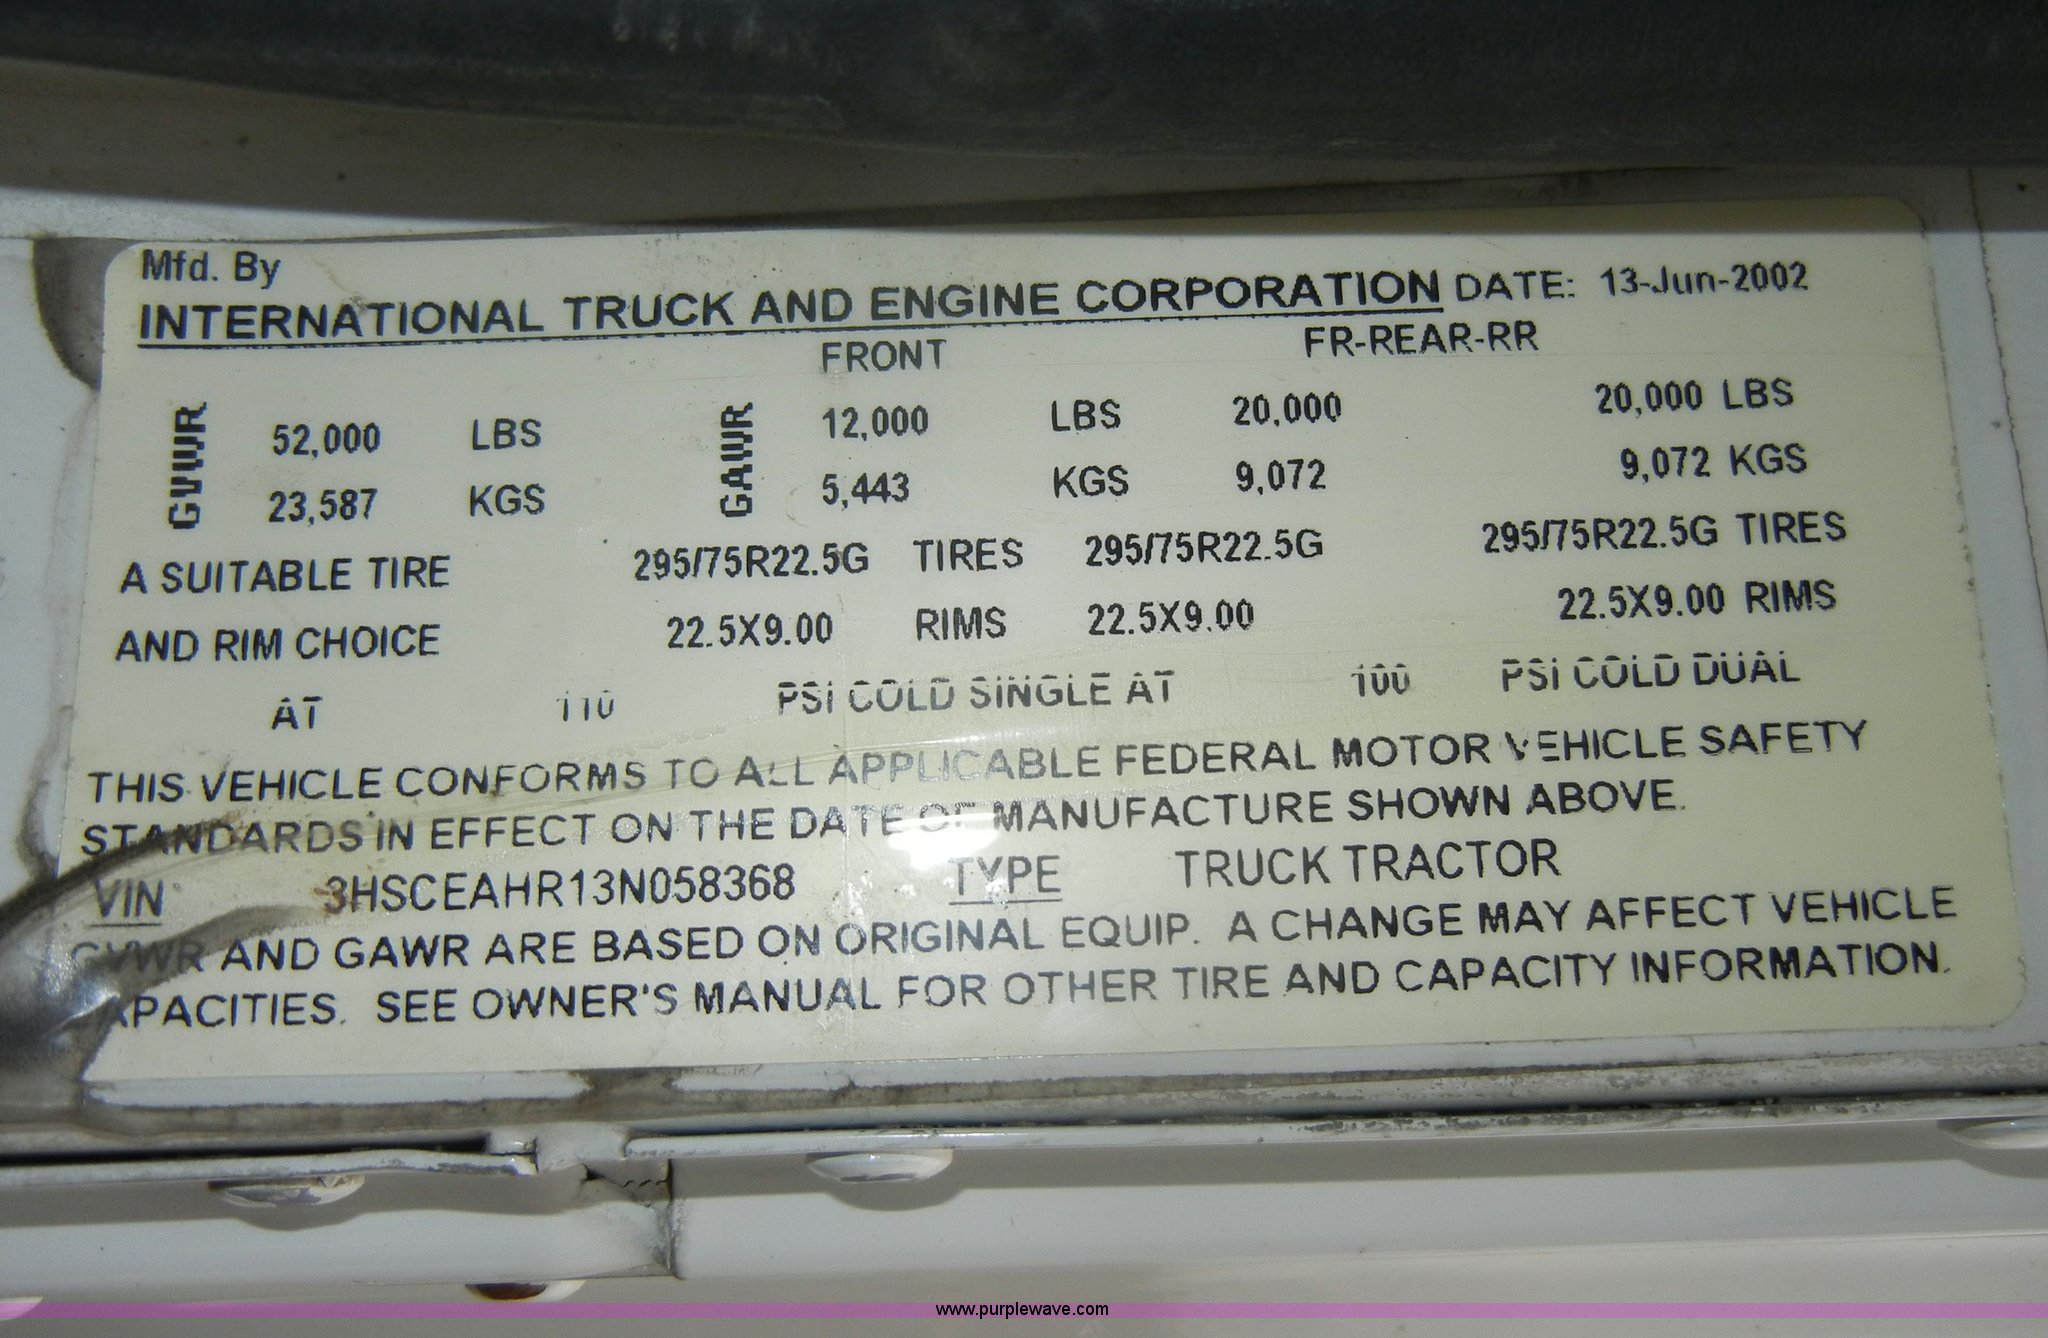 Mfd. By
INTERNATIONAL TRUCK AND ENGINE CORPORATION DATE: 13-Jun-2002
FRONT FR-REAR-RR
GVWR 52,000 LBS GAWR 12,000 LBS 20,000 20,000 LBS
23,587 KGS 5,443 KGS 9,072 9,072 KGS
A SUITABLE TIRE 295/75R22.5G TIRES 295/75R22.5G 295/75R22.5G TIRES
AND RIM CHOICE 22.5X9.00 RIMS 22.5X9.00 22.5X9.00 RIMS
AT 110 PSI COLD SINGLE AT 100 PSI COLD DUAL
THIS VEHICLE CONFORMS TO ALL APPLICABLE FEDERAL MOTOR VEHICLE SAFETY
STANDARDS IN EFFECT ON THE DATE OF MANUFACTURE SHOWN ABOVE.
VIN 3HSCEAHR13N058368 TYPE TRUCK TRACTOR
GVWR AND GAWR ARE BASED ON ORIGINAL EQUIP. A CHANGE MAY AFFECT VEHICLE
CAPACITIES. SEE OWNER'S MANUAL FOR OTHER TIRE AND CAPACITY INFORMATION.
www.purplewave.com